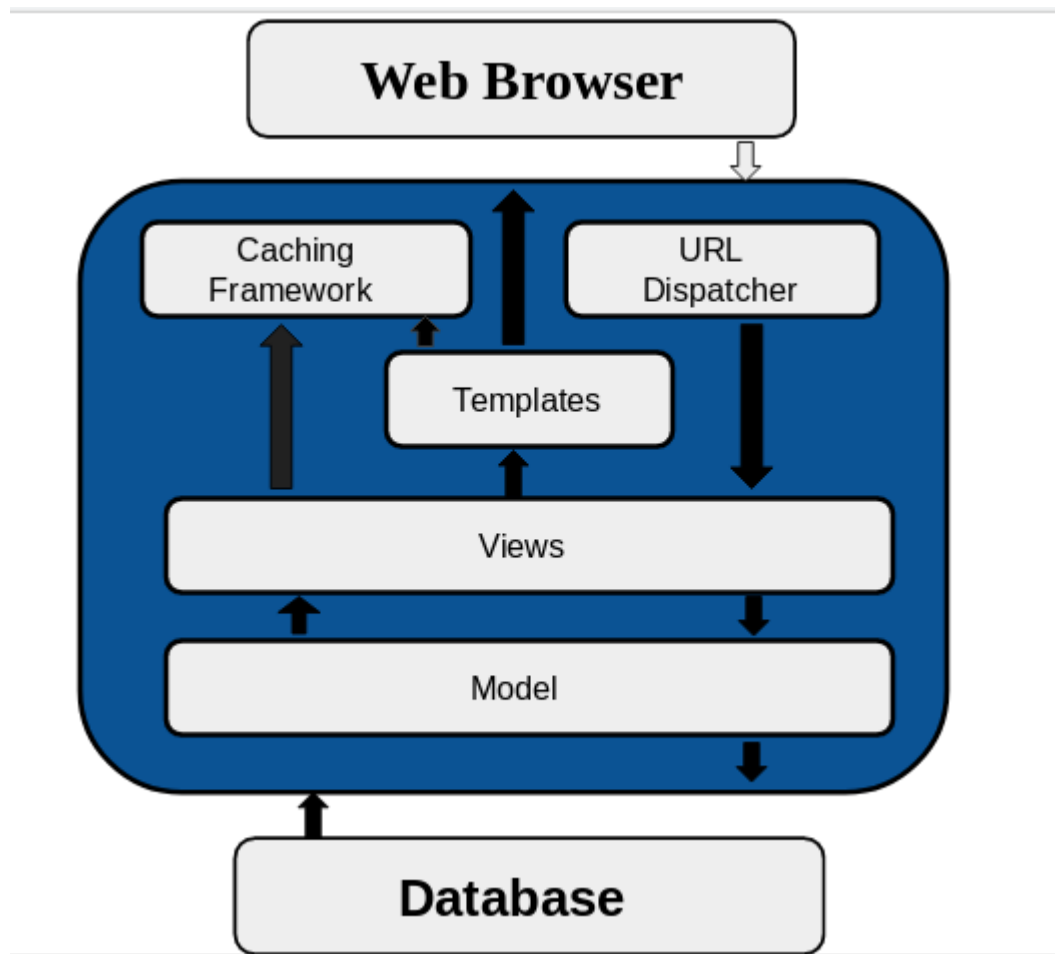 Web Browser
Caching
Framework
URL
Dispatcher
Templates
Views
Model
Database